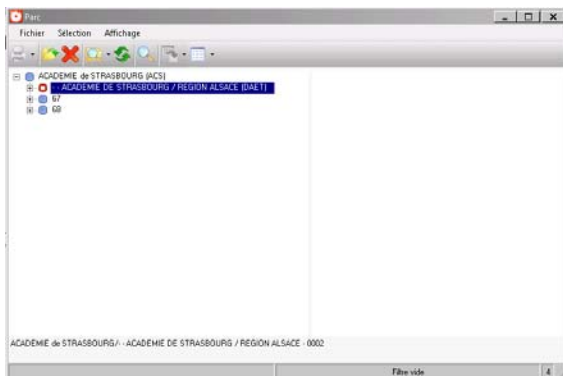 Parc
Fichier Sélection Affichage
ACADEMIE de STRASBOURG (ACS)
- - ACADEMIE DE STRASBOURG / REGION ALSACE (DAET)
67
68
ACADEMIE de STRASBOURG/- - ACADEMIE DE STRASBOURG / REGION ALSACE - 0002
Filtre vide 4